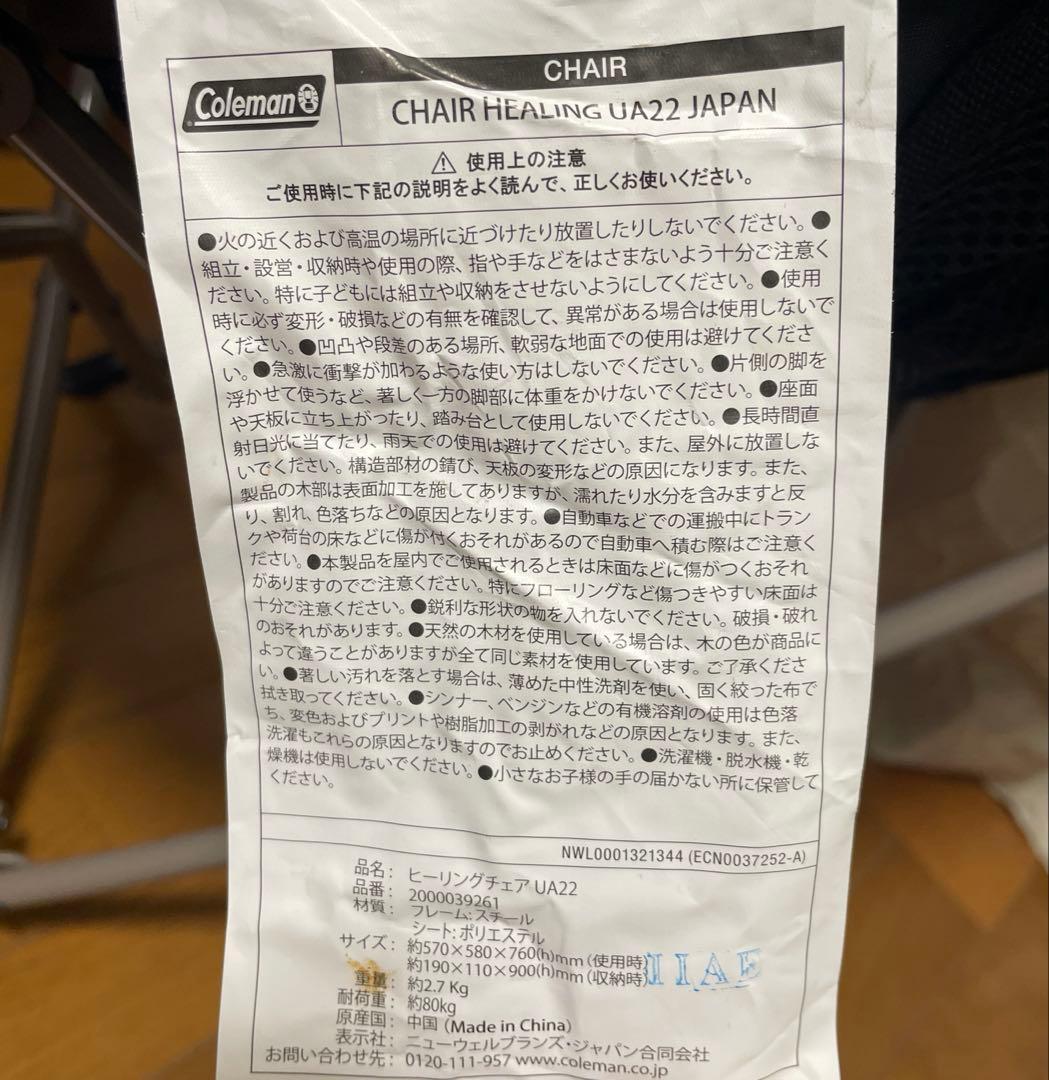 Coleman
CHAIR
CHAIR HEALING UA22 JAPAN
⚠ 使用上の注意
ご使用時に下記の説明をよく読んで、正しくお使いください。
●火の近くおよび高温の場所に近づけたり放置したりしないでください。●
組立・設営・収納時や使用の際、指や手などをはさまないよう十分ご注意く
ださい。特に子どもには組立や収納をさせないようにしてください。●使用
時に必ず変形・破損などの有無を確認して、異常がある場合は使用しないで
ください。●凹凸や段差のある場所、軟弱な地面での使用は避けてくださ
い。●急激に衝撃が加わるような使い方はしないでください。●片側の脚を
浮かせて使うなど、著しく一方の脚部に体重をかけないでください。●座面
や天板に立ち上がったり、踏み台として使用しないでください。●長時間直
射日光に当てたり、雨天での使用は避けてください。また、屋外に放置しな
いでください。構造部材の錆び、天板の変形などの原因になります。また、
製品の木部は表面加工を施してありますが、濡れたり水分を含みますと反
り、割れ、色落ちなどの原因となります。●自動車などでの運搬中にトラン
クや荷台の床などに傷が付くおそれがあるので自動車へ積む際はご注意く
ださい。●本製品を屋内でご使用されるときは床面などに傷がつくおそれ
がありますのでご注意ください。特にフローリングなど傷つきやすい床面は
十分ご注意ください。●鋭利な形状の物を入れないでください。破損・破れ
のおそれがあります。●天然の木材を使用している場合は、木の色が商品に
よって違うことがありますが全て同じ素材を使用しています。ご了承くださ
い。●著しい汚れを落とす場合は、薄めた中性洗剤を使い、固く絞った布で
拭き取ってください。●シンナー、ベンジンなどの有機溶剤の使用は色落
ち、変色およびプリントや樹脂加工の剥がれなどの原因となります。また、
洗濯もこれらの原因となりますのでお止めください。●洗濯機・脱水機・乾
燥機は使用しないでください。●小さなお子様の手の届かない所に保管して
ください。
NWL0001321344 (ECN0037252-A)
品名: ヒーリングチェア UA22
品番: 2000039261
材質: フレーム: スチール
シート: ポリエステル
サイズ: 約570×580×760(h)mm (使用時)
約190×110×900(h)mm (収納時)
IIAE
重量: 約2.7 Kg
耐荷重: 約80kg
原産国: 中国 (Made in China)
表示社: ニューウェルブランズ・ジャパン合同会社
お問い合わせ先: 0120-111-957 www.coleman.co.jp